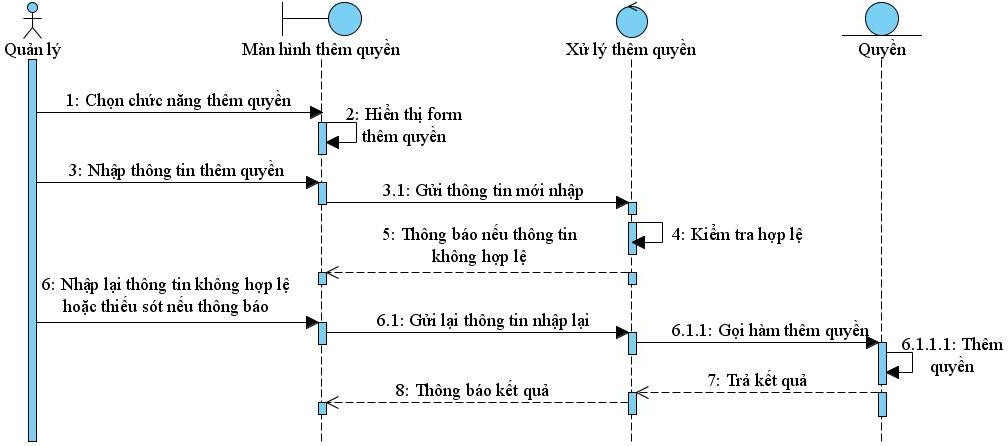 Quản lý
Màn hình thêm quyền
Xử lý thêm quyền
Quyền
1: Chọn chức năng thêm quyền
2: Hiển thị form
thêm quyền
3: Nhập thông tin thêm quyền
3.1: Gửi thông tin mới nhập
4: Kiểm tra hợp lệ
5: Thông báo nếu thông tin
không hợp lệ
6: Nhập lại thông tin không hợp lệ
hoặc thiếu sót nếu thông báo
6.1: Gửi lại thông tin nhập lại
6.1.1: Gọi hàm thêm quyền
6.1.1.1: Thêm
quyền
7: Trả kết quả
8: Thông báo kết quả